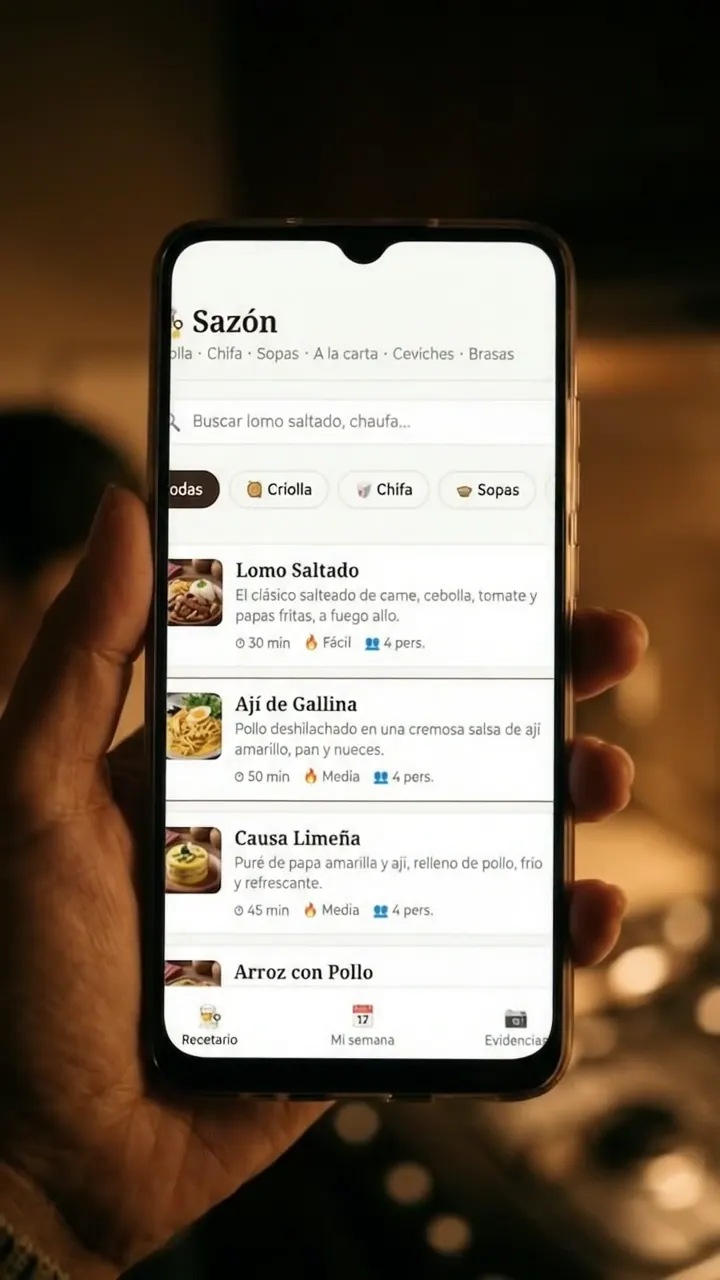 Sazón
olla · Chifa · Sopas · A la carta · Ceviches · Brasas
Buscar lomo saltado, chaufa...
odas
Criolla
Chifa
Sopas
Lomo Saltado
El clásico salteado de carne, cebolla, tomate y
papas fritas, a fuego allo.
30 min Fácil 4 pers.
Ají de Gallina
Pollo deshilachado en una cremosa salsa de ají
amarillo, pan y nueces.
50 min Media 4 pers.
Causa Limeña
Puré de papa amarilla y ají, relleno de pollo, frío
y refrescante.
45 min Media 4 pers.
Arroz con Pollo
17
Recetario
Mi semana
Evidencias